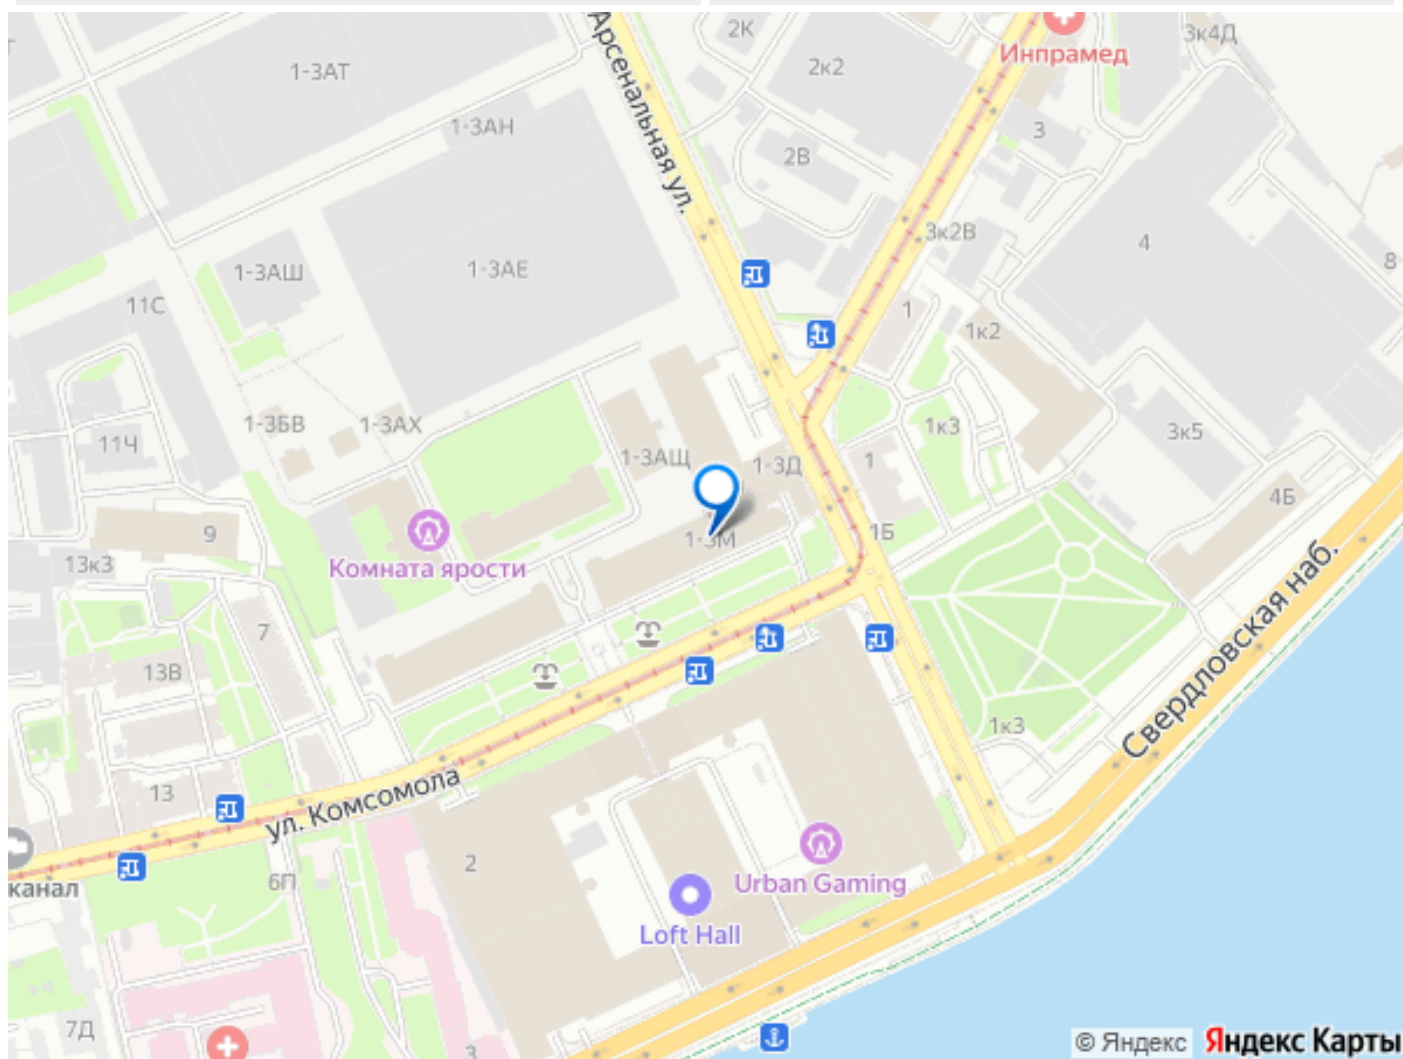 2К
3к4Д
Инпрамед
2к2
1-3АТ
Арсенальная ул.
1-3АН
3
2В
3к2В
4
8
1-3АШ
1-3АЕ
11С
1
1к2
1-3БВ
1-3АХ
1к3
3к5
11Ч
1-3АЩ
1-3Д
1
4Б
9
1-3М
1Б
13к3
Комната ярости
7
13В
Свердловская наб.
1к3
13
ул. Комсомола
2
6П
канал
Urban Gaming
Loft Hall
7Д
3
© Яндекс
Яндекс Карты